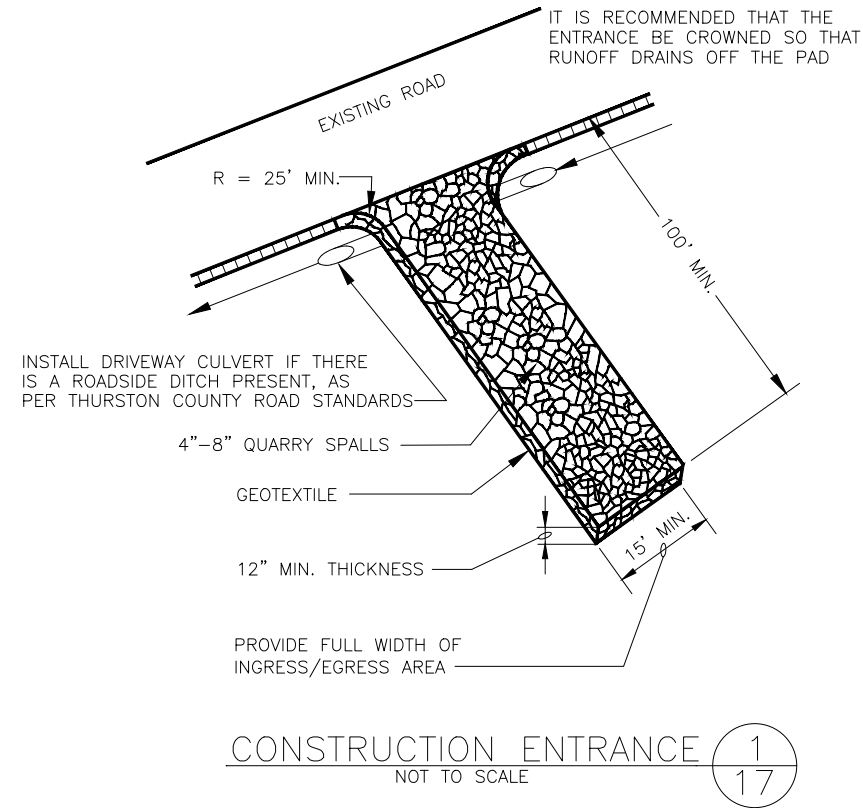 IT IS RECOMMENDED THAT THE
ENTRANCE BE CROWNED SO THAT
RUNOFF DRAINS OFF THE PAD
EXISTING ROAD
R = 25' MIN.
100' MIN.
INSTALL DRIVEWAY CULVERT IF THERE
IS A ROADSIDE DITCH PRESENT, AS
PER THURSTON COUNTY ROAD STANDARDS
4"-8" QUARRY SPALLS
GEOTEXTILE
15' MIN.
12" MIN. THICKNESS
PROVIDE FULL WIDTH OF
INGRESS/EGRESS AREA
CONSTRUCTION ENTRANCE
NOT TO SCALE
1
17